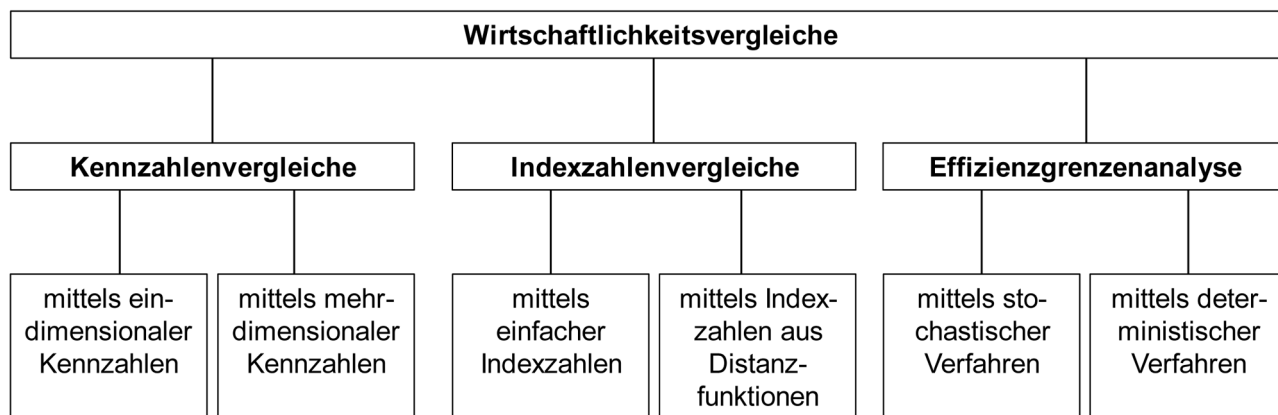 Wirtschaftlichkeitsvergleiche
Kennzahlenvergleiche
Indexzahlenvergleiche
Effizienzgrenzenanalyse
mittels ein-
dimensionaler
Kennzahlen
mittels mehr-
dimensionaler
Kennzahlen
mittels
einfacher
Indexzahlen
mittels Index-
zahlen aus
Distanz-
funktionen
mittels sto-
chastischer
Verfahren
mittels deter-
ministischer
Verfahren